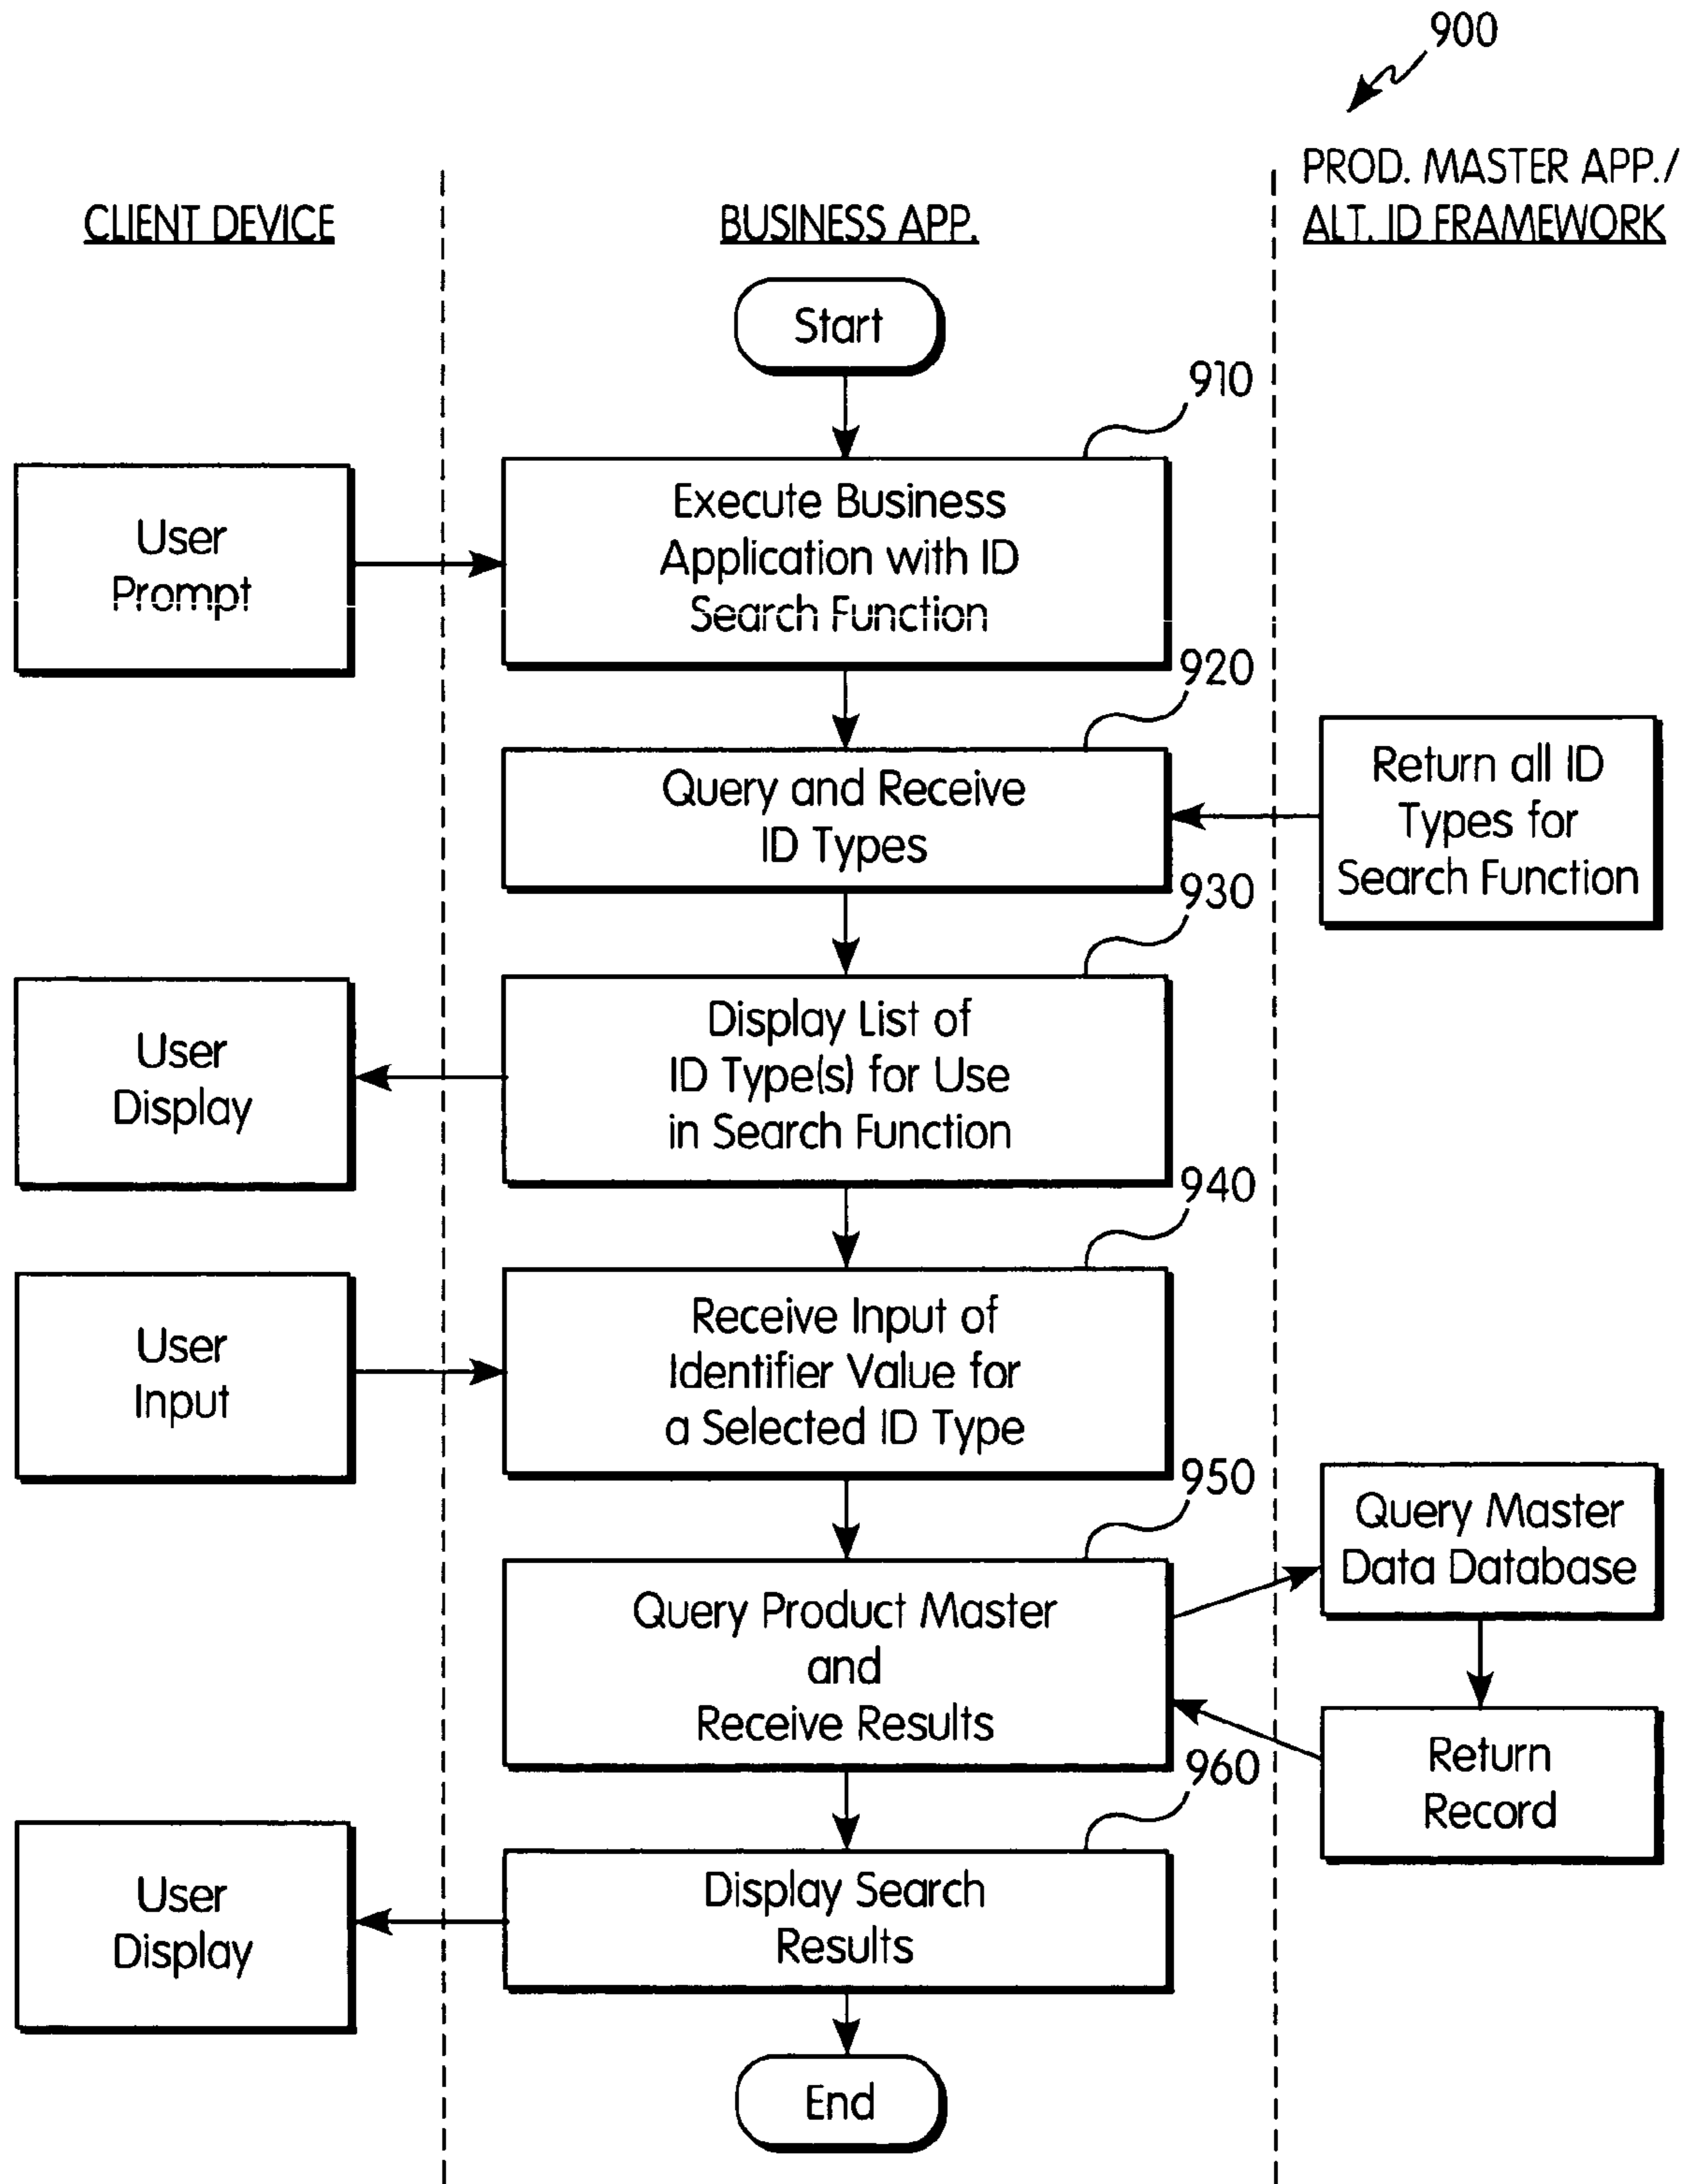 900
PROD. MASTER APP./
ALT. ID FRAMEWORK
CLIENT DEVICE
BUSINESS APP.
Start
910
User
Prompt
Execute Business
Application with ID
Search Function
920
Query and Receive
ID Types
Return all ID
Types for
Search Function
930
User
Display
Display List of
ID Type(s) for Use
in Search Function
940
User
Input
Receive Input of
Identifier Value for
a Selected ID Type
950
Query Product Master
and
Receive Results
Query Master
Data Database
Return
Record
960
User
Display
Display Search
Results
End